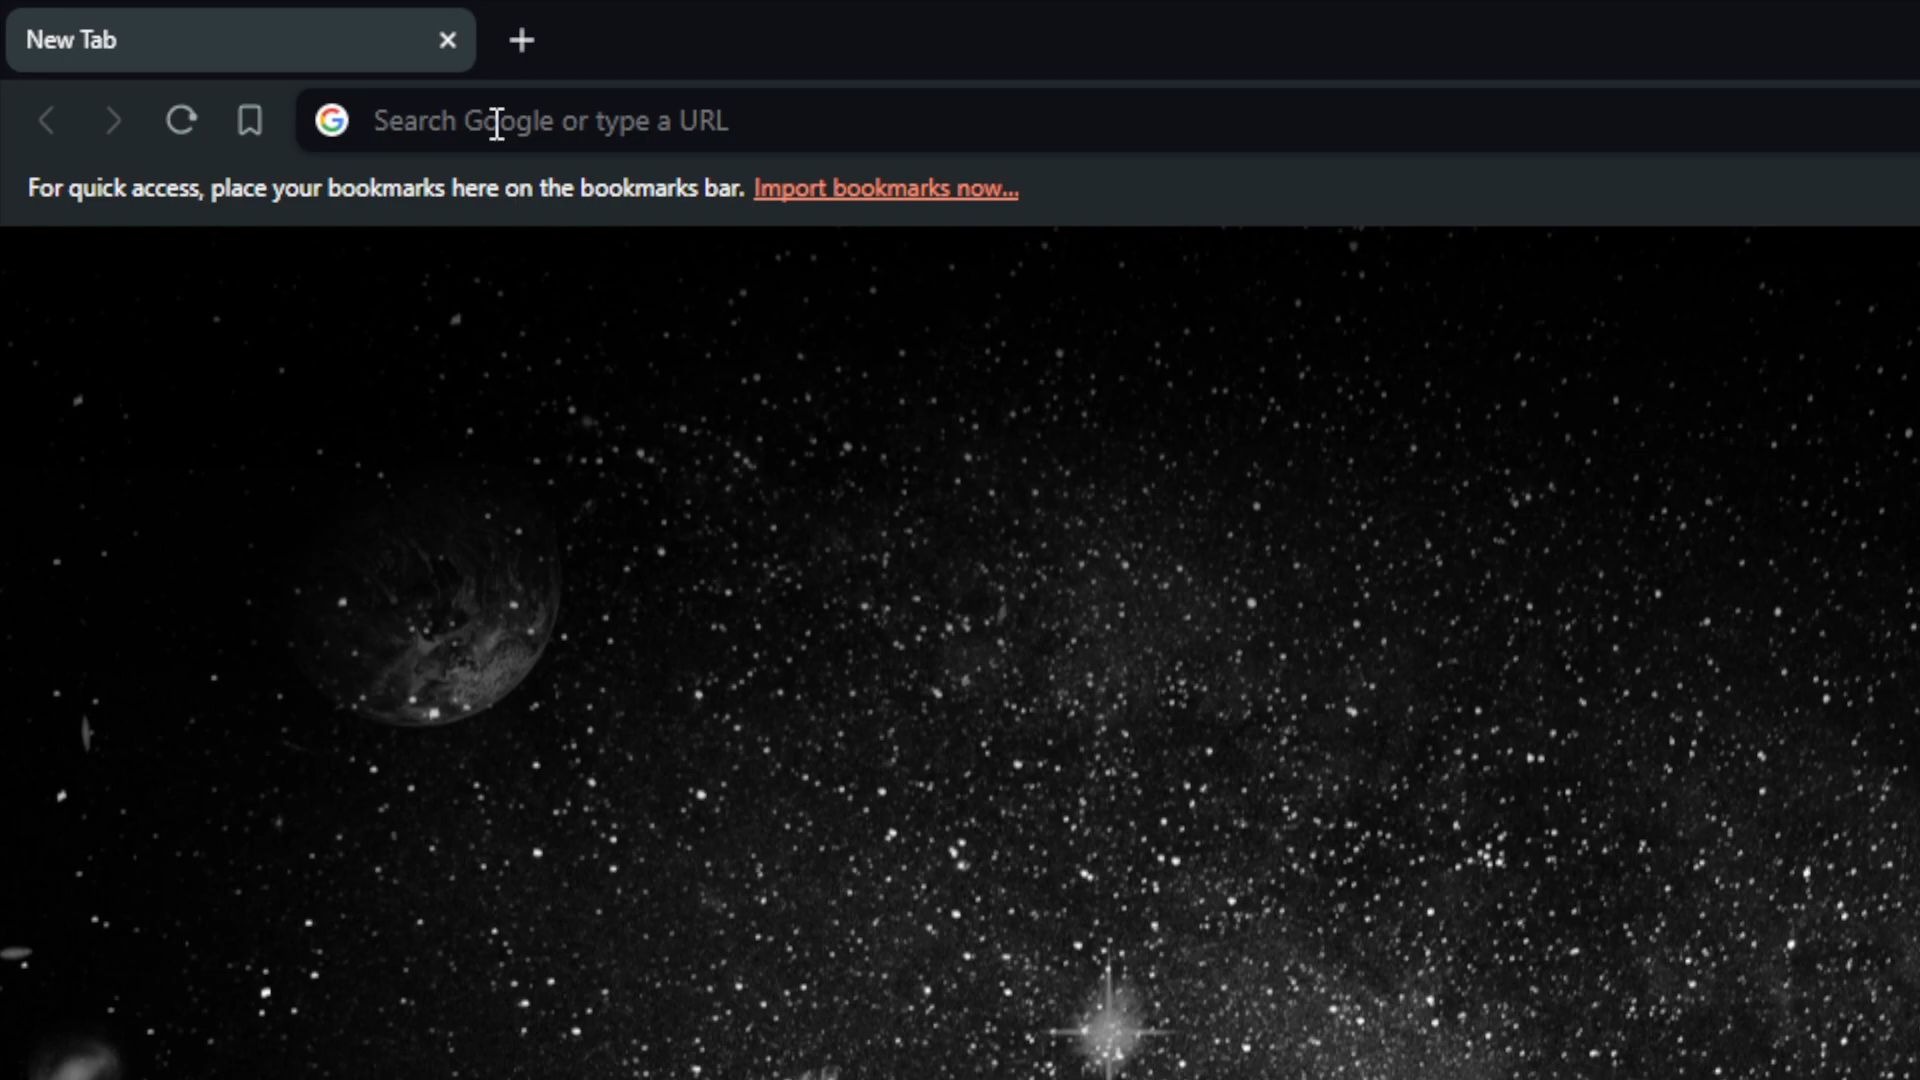 New Tab
Search Google or type a URL
For quick access, place your bookmarks here on the bookmarks bar. Import bookmarks now...